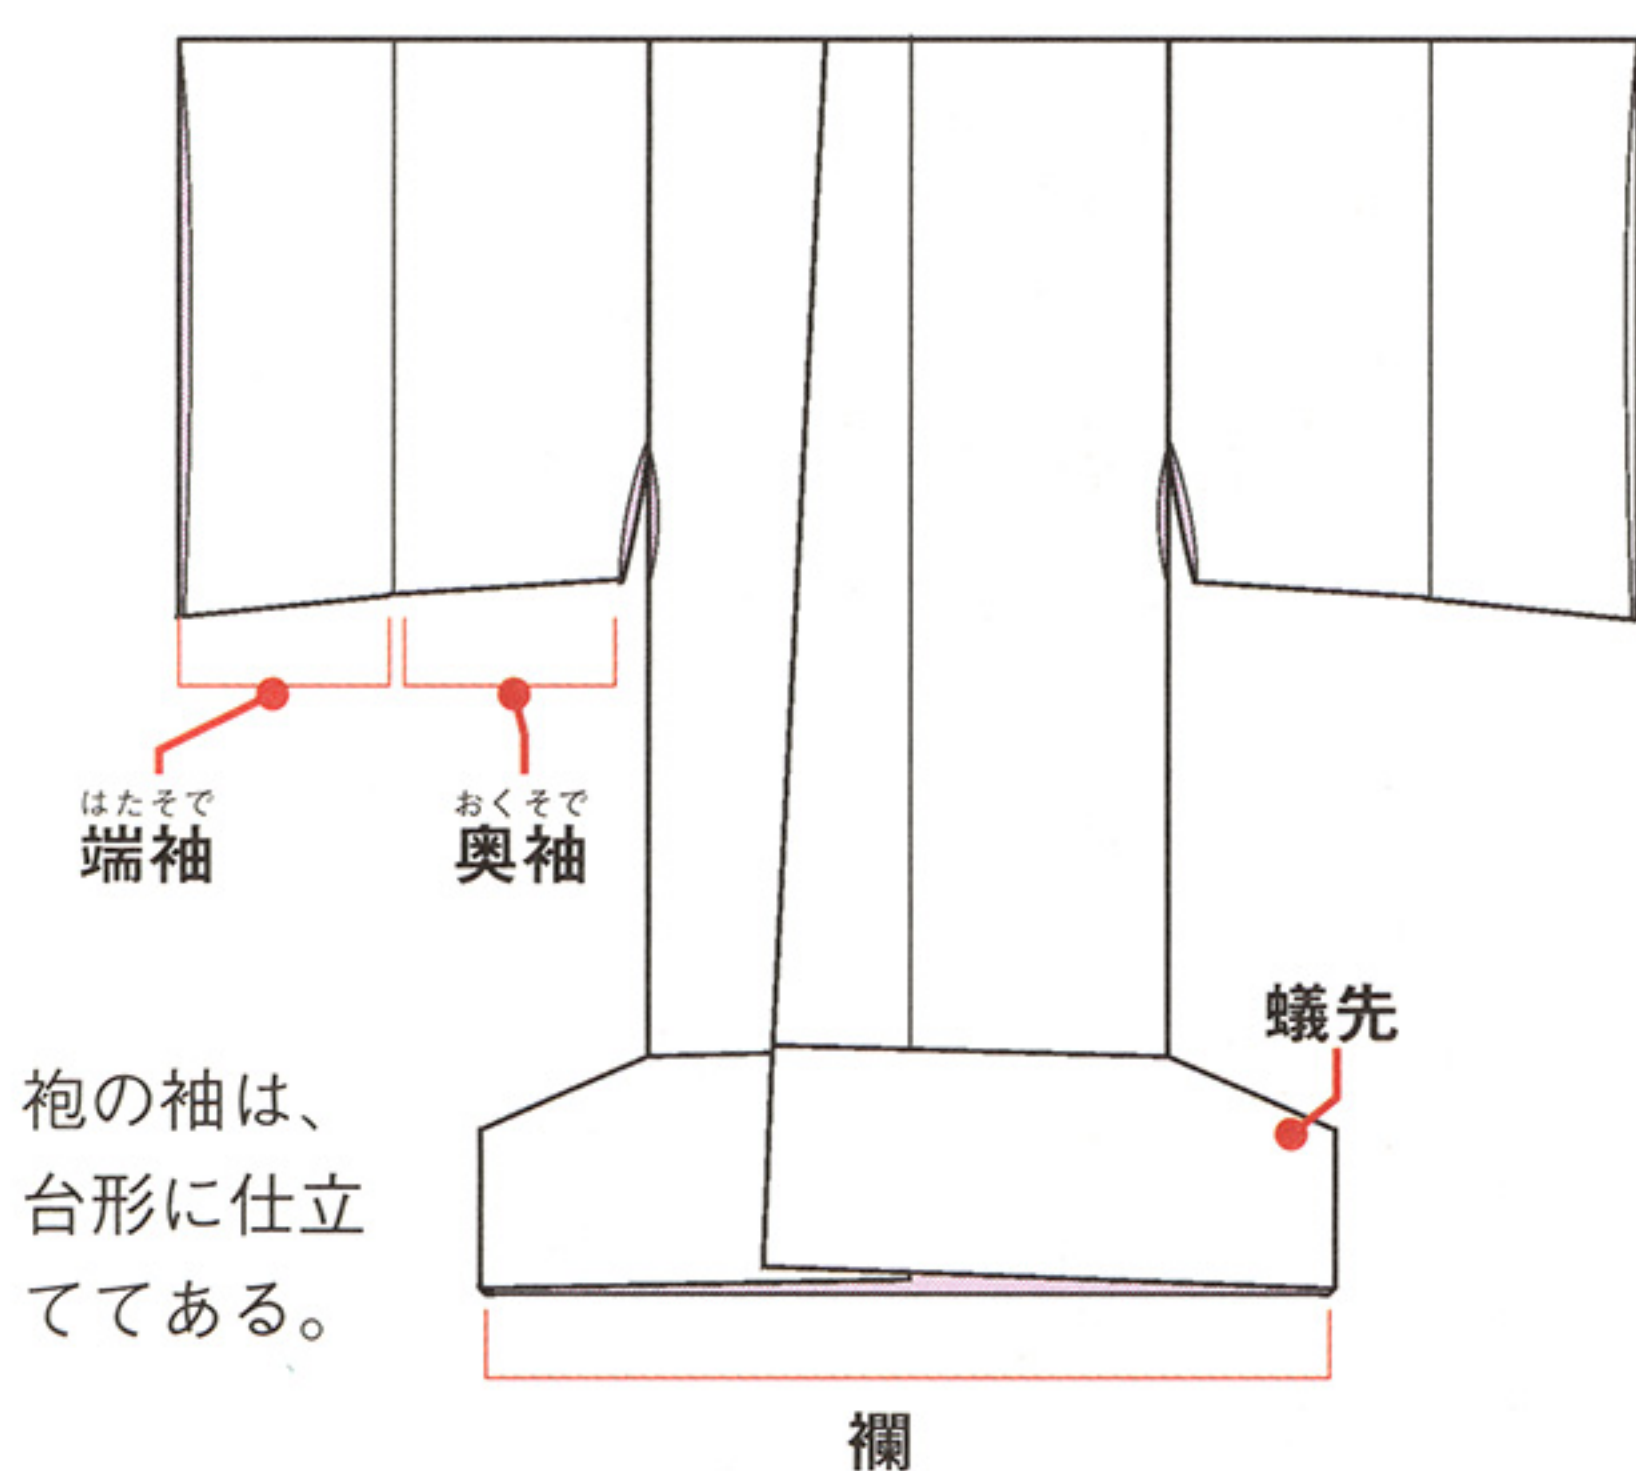 はたそで
端袖
おくそで
奥袖
蟻先
袍の袖は、
台形に仕立
ててある。
襴